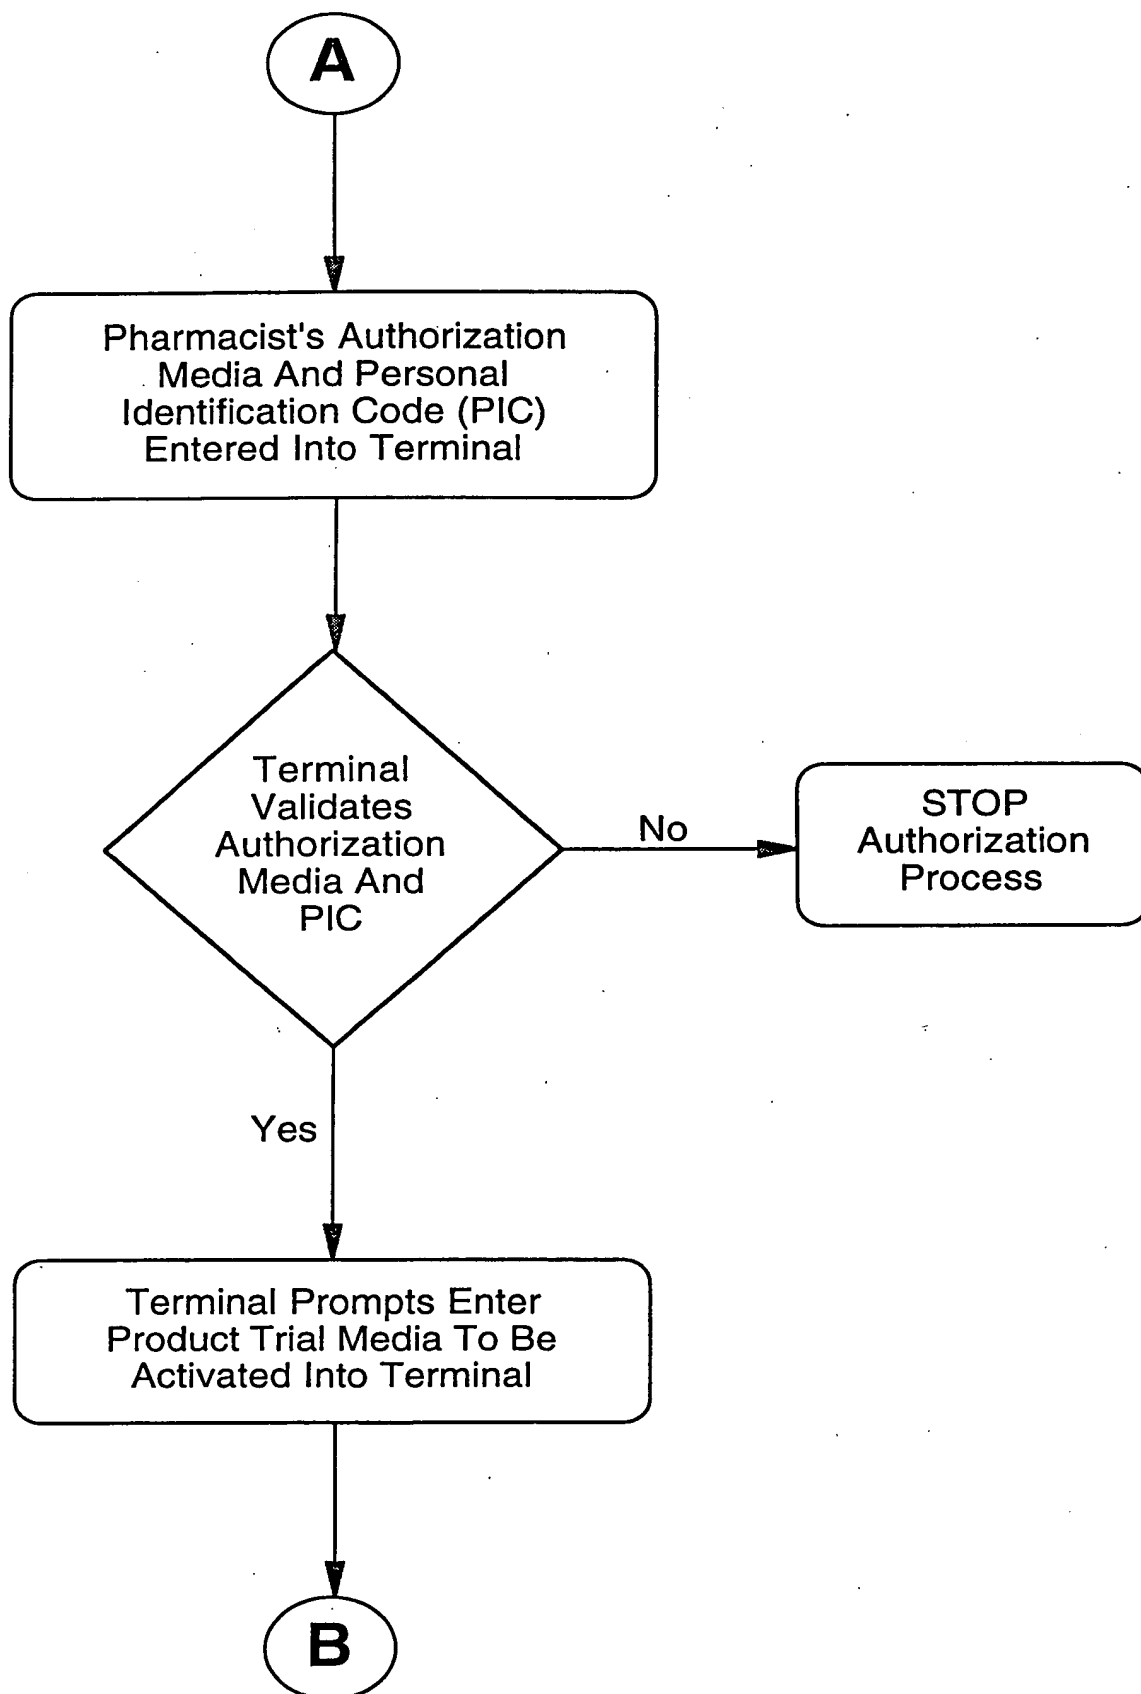 A
Pharmacist's Authorization
Media And Personal
Identification Code (PIC)
Entered Into Terminal
Terminal
Validates
Authorization
Media And
PIC
No
STOP
Authorization
Process
Yes
Terminal Prompts Enter
Product Trial Media To Be
Activated Into Terminal
B